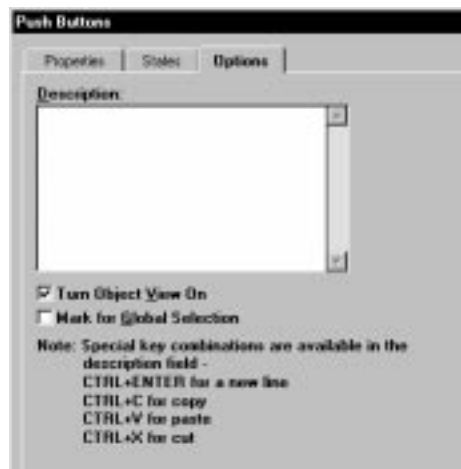 Push Buttons
Properties States Options
Description:
Turn Object View On
Mark for Global Selection
Note: Special key combinations are available in the
description field -
CTRL+ENTER for a new line
CTRL+C for copy
CTRL+V for paste
CTRL+X for cut